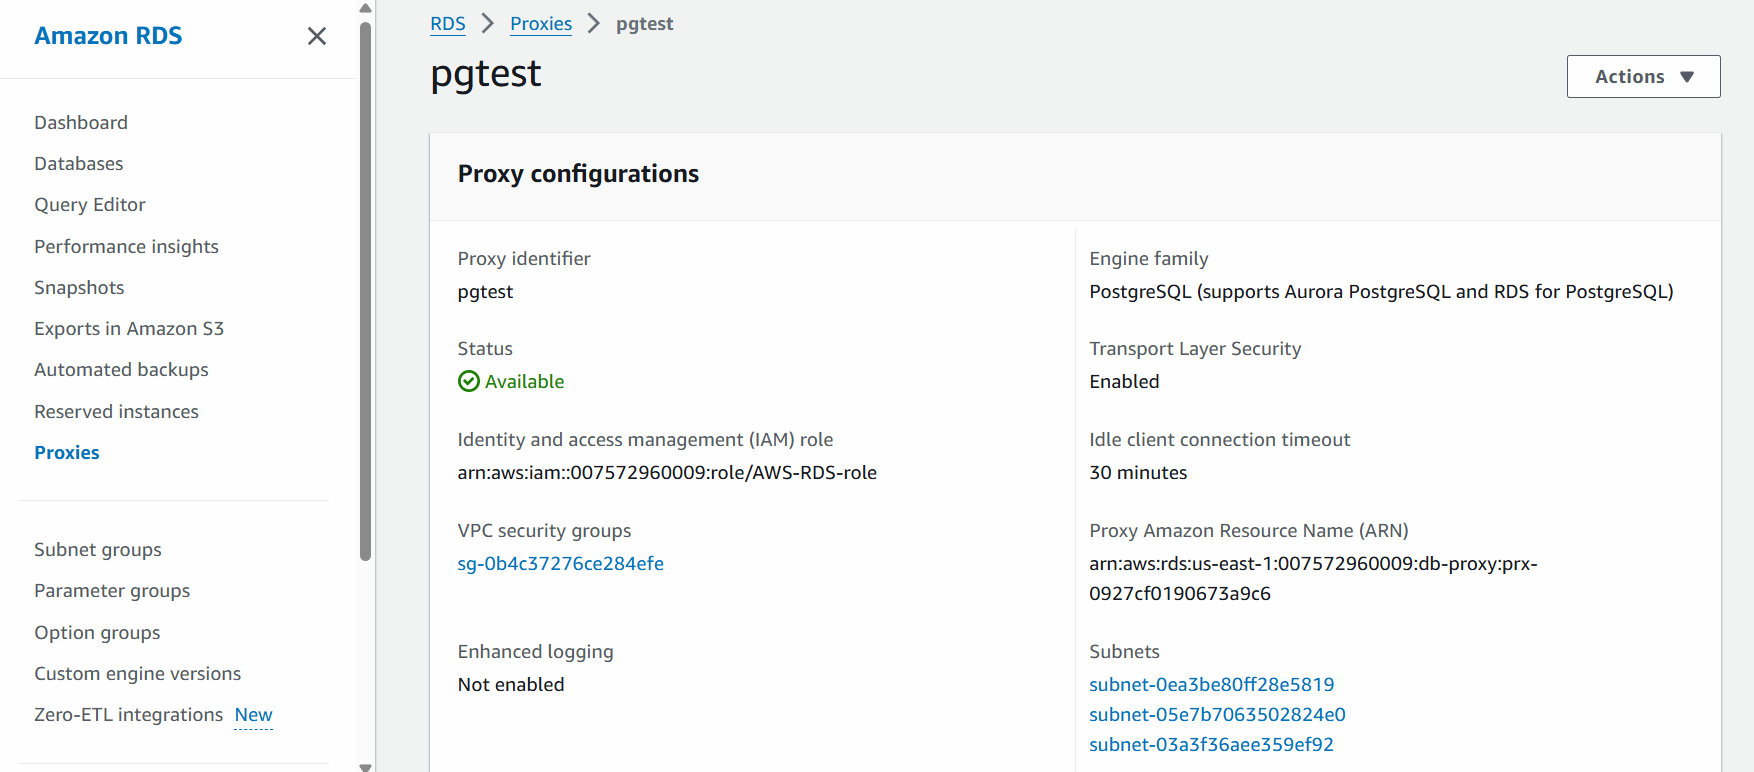 Amazon RDS
Dashboard
Databases
Query Editor
Performance insights
Snapshots
Exports in Amazon S3
Automated backups
Reserved instances
Proxies
Subnet groups
Parameter groups
Option groups
Custom engine versions
Zero-ETL integrations New
RDS > Proxies > pgtest
pgtest
Actions
Proxy configurations
Proxy identifier
pgtest
Status
Available
Identity and access management (IAM) role
arn:aws:iam::007572960009:role/AWS-RDS-role
VPC security groups
sg-0b4c37276ce284efe
Enhanced logging
Not enabled
Engine family
PostgreSQL (supports Aurora PostgreSQL and RDS for PostgreSQL)
Transport Layer Security
Enabled
Idle client connection timeout
30 minutes
Proxy Amazon Resource Name (ARN)
arn:aws:rds:us-east-1:007572960009:db-proxy:prx-
0927cf0190673a9c6
Subnets
subnet-0ea3be80ff28e5819
subnet-05e7b7063502824e0
subnet-03a3f36aee359ef92